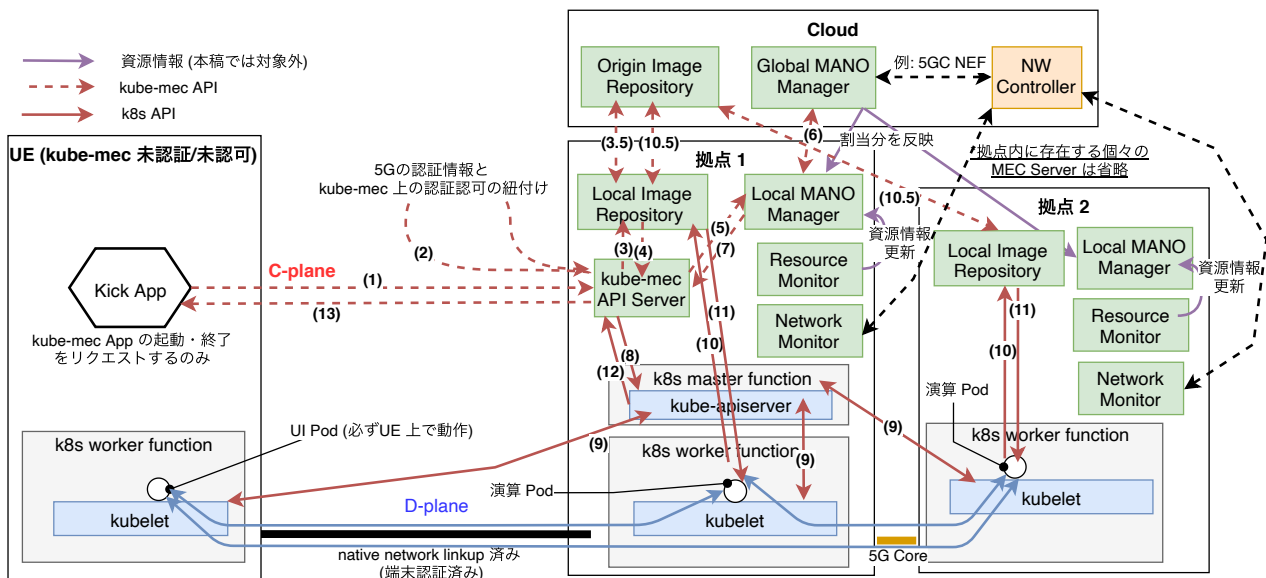 資源情報 (本稿では対象外)
kube-mec API
k8s API
Cloud
Origin Image
Repository
Global MANO
Manager
例: 5GC NEF
NW
Controller
UE (kube-mec 未認証/未認可)
5Gの認証情報と
kube-mec 上の認証認可の紐付け
(2)
C-plane
Kick App
(1)
(13)
kube-mec App の起動・終了
をリクエストするのみ
(3.5)
(10.5)
(6)
割当分を反映
拠点 1
拠点内に存在する個々の
MEC Server は省略
Local Image
Repository
Local MANO
Manager
(10.5)
(5)
(3)
(4)
(7)
資源情報
更新
kube-mec
API Server
Resource
Monitor
Network
Monitor
(11)
(10)
(8)
(12)
k8s master function
kube-apiserver
拠点 2
Local Image
Repository
Local MANO
Manager
資源情報
更新
Resource
Monitor
(11)
(10)
Network
Monitor
演算 Pod
(9)
k8s worker function
kubelet
UI Pod (必ずUE 上で動作)
k8s worker function
kubelet
(9)
k8s worker function
(9)
演算 Pod
kubelet
D-plane
native network linkup 済み
(端末認証済み)
5G Core